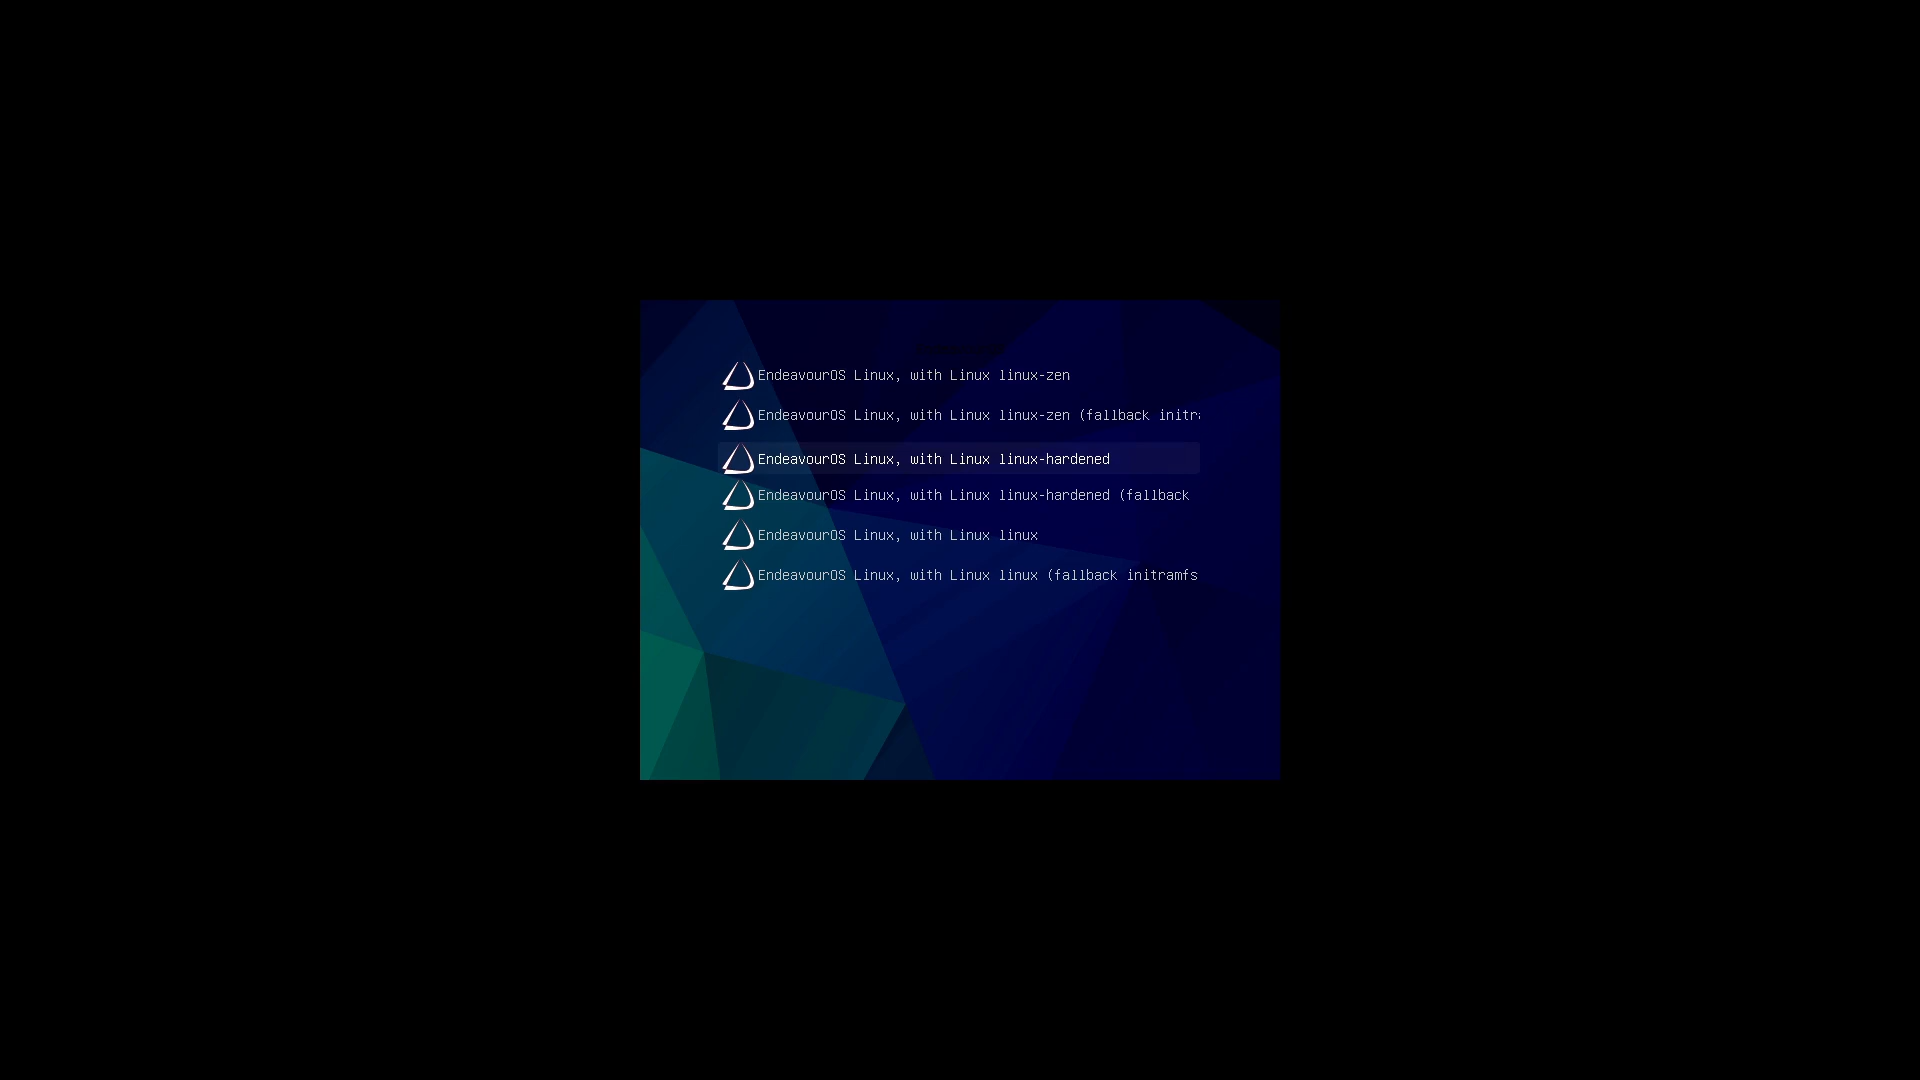 EndeavourOS Linux, with Linux linux-zen
EndeavourOS Linux, with Linux linux-zen (fallback initr
EndeavourOS Linux, with Linux linux-hardened
EndeavourOS Linux, with Linux linux-hardened (fallback
EndeavourOS Linux, with Linux linux
EndeavourOS Linux, with Linux linux (fallback initramfs